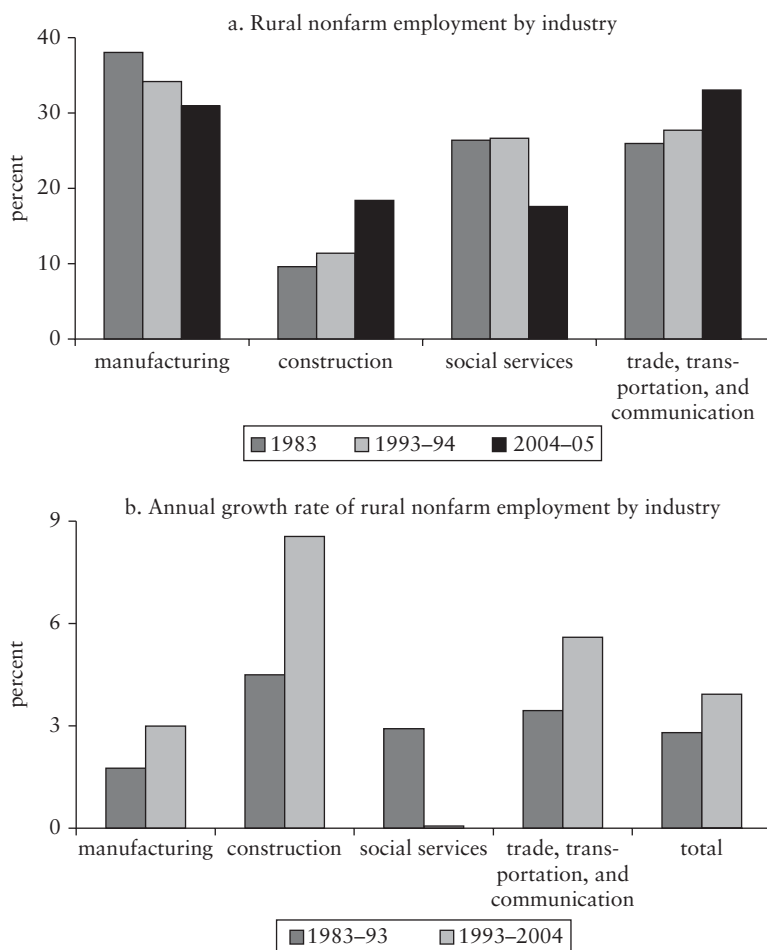 a. Rural nonfarm employment by industry
40
30
20
10
0
percent
manufacturing
construction
social services
trade, trans-
portation, and
communication
1983
1993–94
2004–05
b. Annual growth rate of rural nonfarm employment by industry
9
6
3
0
percent
manufacturing
construction
social services
trade, trans-
portation, and
communication
total
1983–93
1993–2004